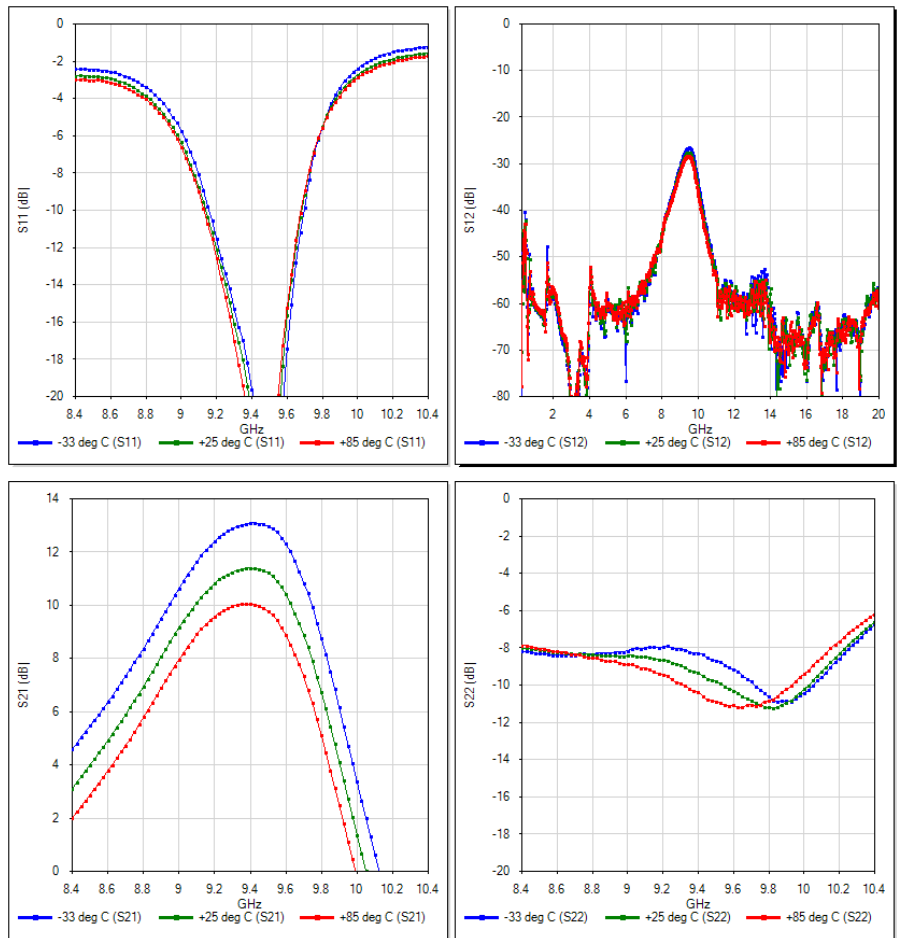 0
-2
-4
-6
-8
-10
-12
-14
-16
-18
-20
S11 [dB]
8.4 8.6 8.8 9 9.2 9.4 9.6 9.8 10 10.2 10.4
GHz
-33 deg C (S11) +25 deg C (S11) +85 deg C (S11)
0
-10
-20
-30
-40
-50
-60
-70
-80
S12 [dB]
2 4 6 8 10 12 14 16 18 20
GHz
-33 deg C (S12) +25 deg C (S12) +85 deg C (S12)
14
12
10
8
6
4
2
0
S21 [dB]
8.4 8.6 8.8 9 9.2 9.4 9.6 9.8 10 10.2 10.4
GHz
-33 deg C (S21) +25 deg C (S21) +85 deg C (S21)
0
-2
-4
-6
-8
-10
-12
-14
-16
-18
-20
S22 [dB]
8.4 8.6 8.8 9 9.2 9.4 9.6 9.8 10 10.2 10.4
GHz
-33 deg C (S22) +25 deg C (S22) +85 deg C (S22)